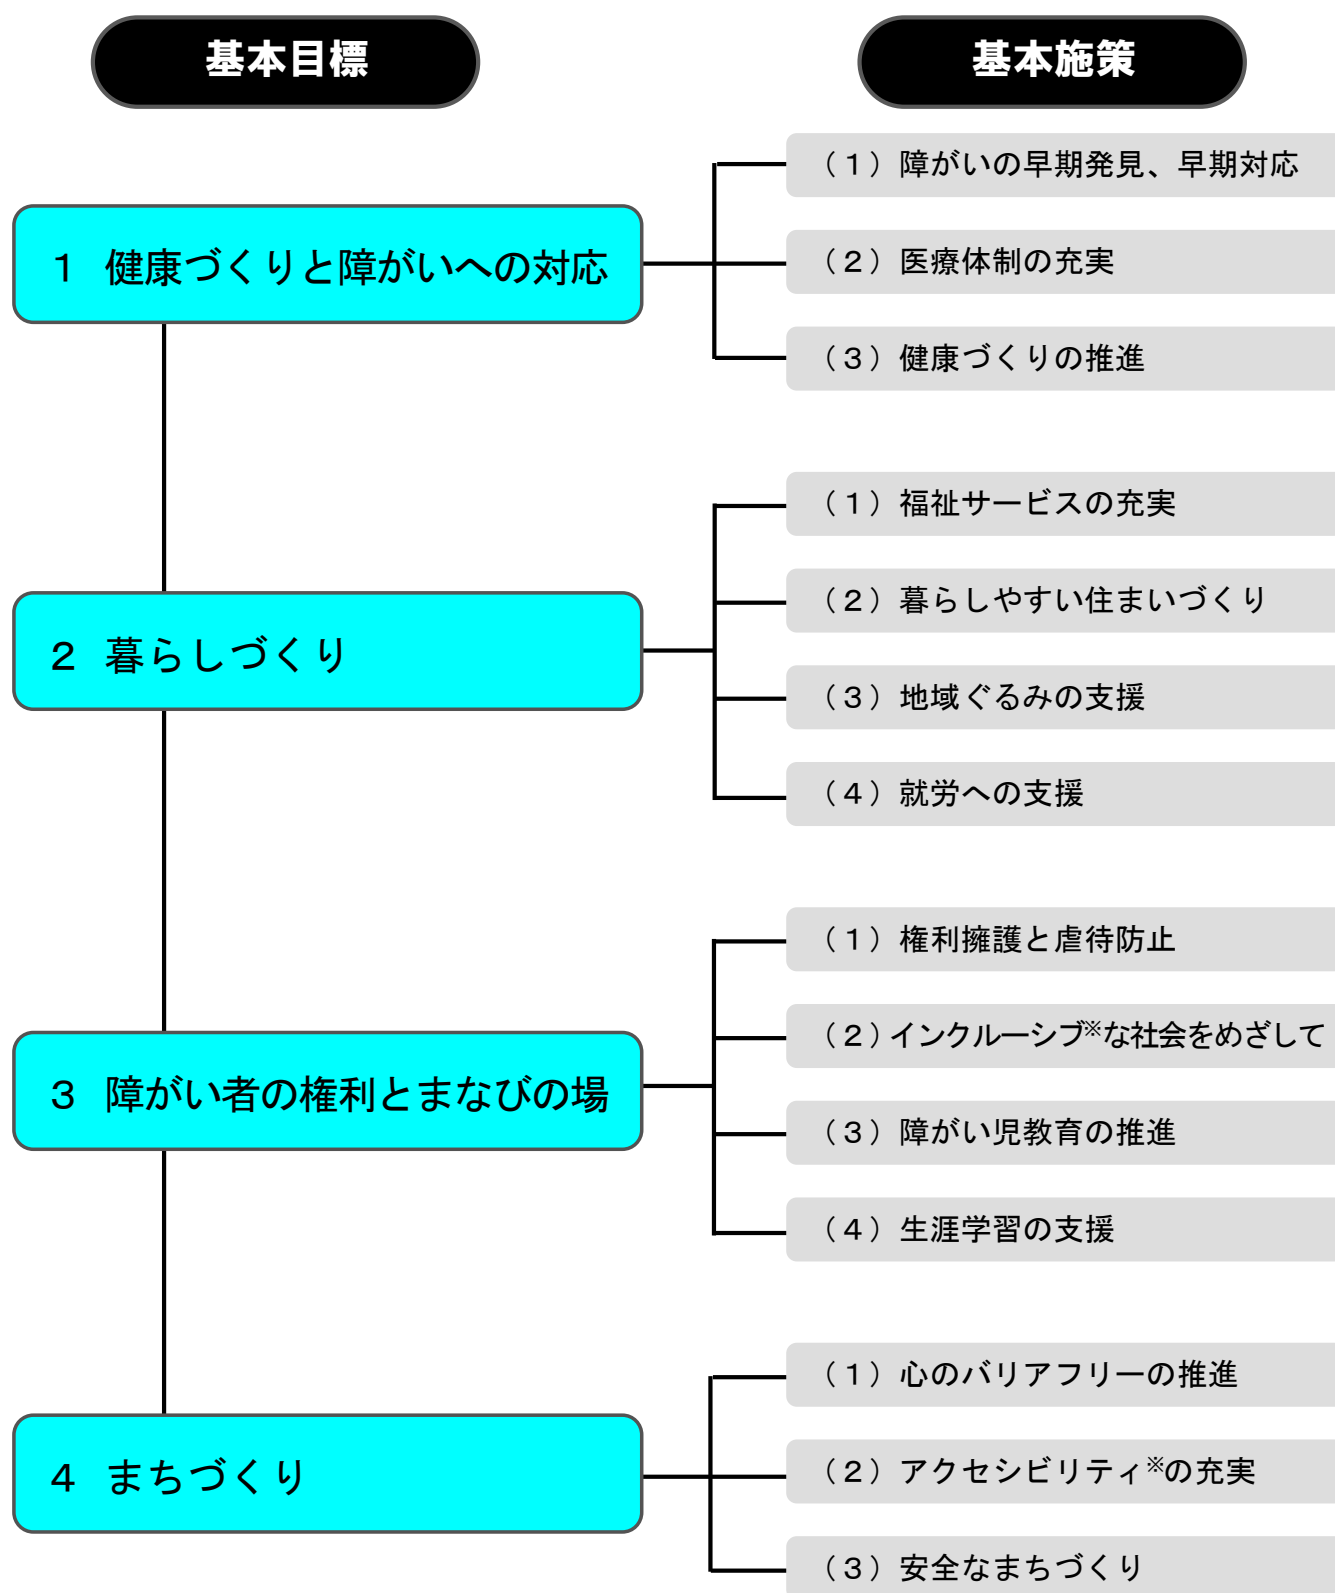 基本目標
基本施策
1 健康づくりと障がいへの対応
（1）障がいの早期発見、早期対応
（2）医療体制の充実
（3）健康づくりの推進
2 暮らしづくり
（1）福祉サービスの充実
（2）暮らしやすい住まいづくり
（3）地域ぐるみの支援
（4）就労への支援
3 障がい者の権利とまなびの場
（1）権利擁護と虐待防止
（2）インクルーシブ※な社会をめざして
（3）障がい児教育の推進
（4）生涯学習の支援
4 まちづくり
（1）心のバリアフリーの推進
（2）アクセシビリティ※の充実
（3）安全なまちづくり